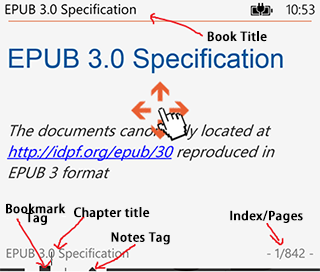 EPUB 3.0 Specification 10:53
Book Title
EPUB 3.0 Specification
The documents canonically located at
http://idpf.org/epub/30 reproduced in
EPUB 3 format
Bookmark
Tag
Chapter title
Index/Pages
Notes Tag
EPUB 3.0 Specification - 1/842 -